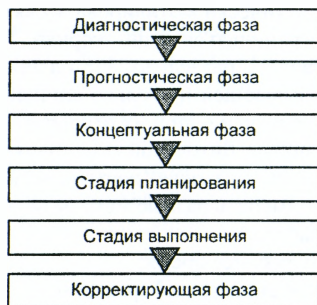 Диагностическая фаза
Прогностическая фаза
Концептуальная фаза
Стадия планирования
Стадия выполнения
Корректирующая фаза